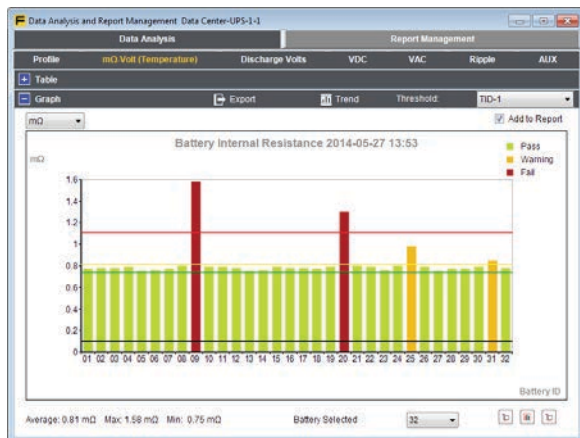 Data Analysis and Report Management Data Center-UPS-1-1
Data Analysis Report Management
Profile mΩ Volt (Temperature) Discharge Volts VDC VAC Ripple AUX
+ Table
− Graph Export Trend Threshold: TID-1
mΩ Add to Report
Battery Internal Resistance 2014-05-27 13:53
mΩ
Pass
Warning
Fail
1.6
1.4
1.2
1
0.8
0.6
0.4
0.2
0
01 02 03 04 05 06 07 08 09 10 11 12 13 14 15 16 17 18 19 20 21 22 23 24 25 26 27 28 29 30 31 32
Battery ID
Average: 0.81 mΩ Max: 1.58 mΩ Min: 0.75 mΩ Battery Selected 32